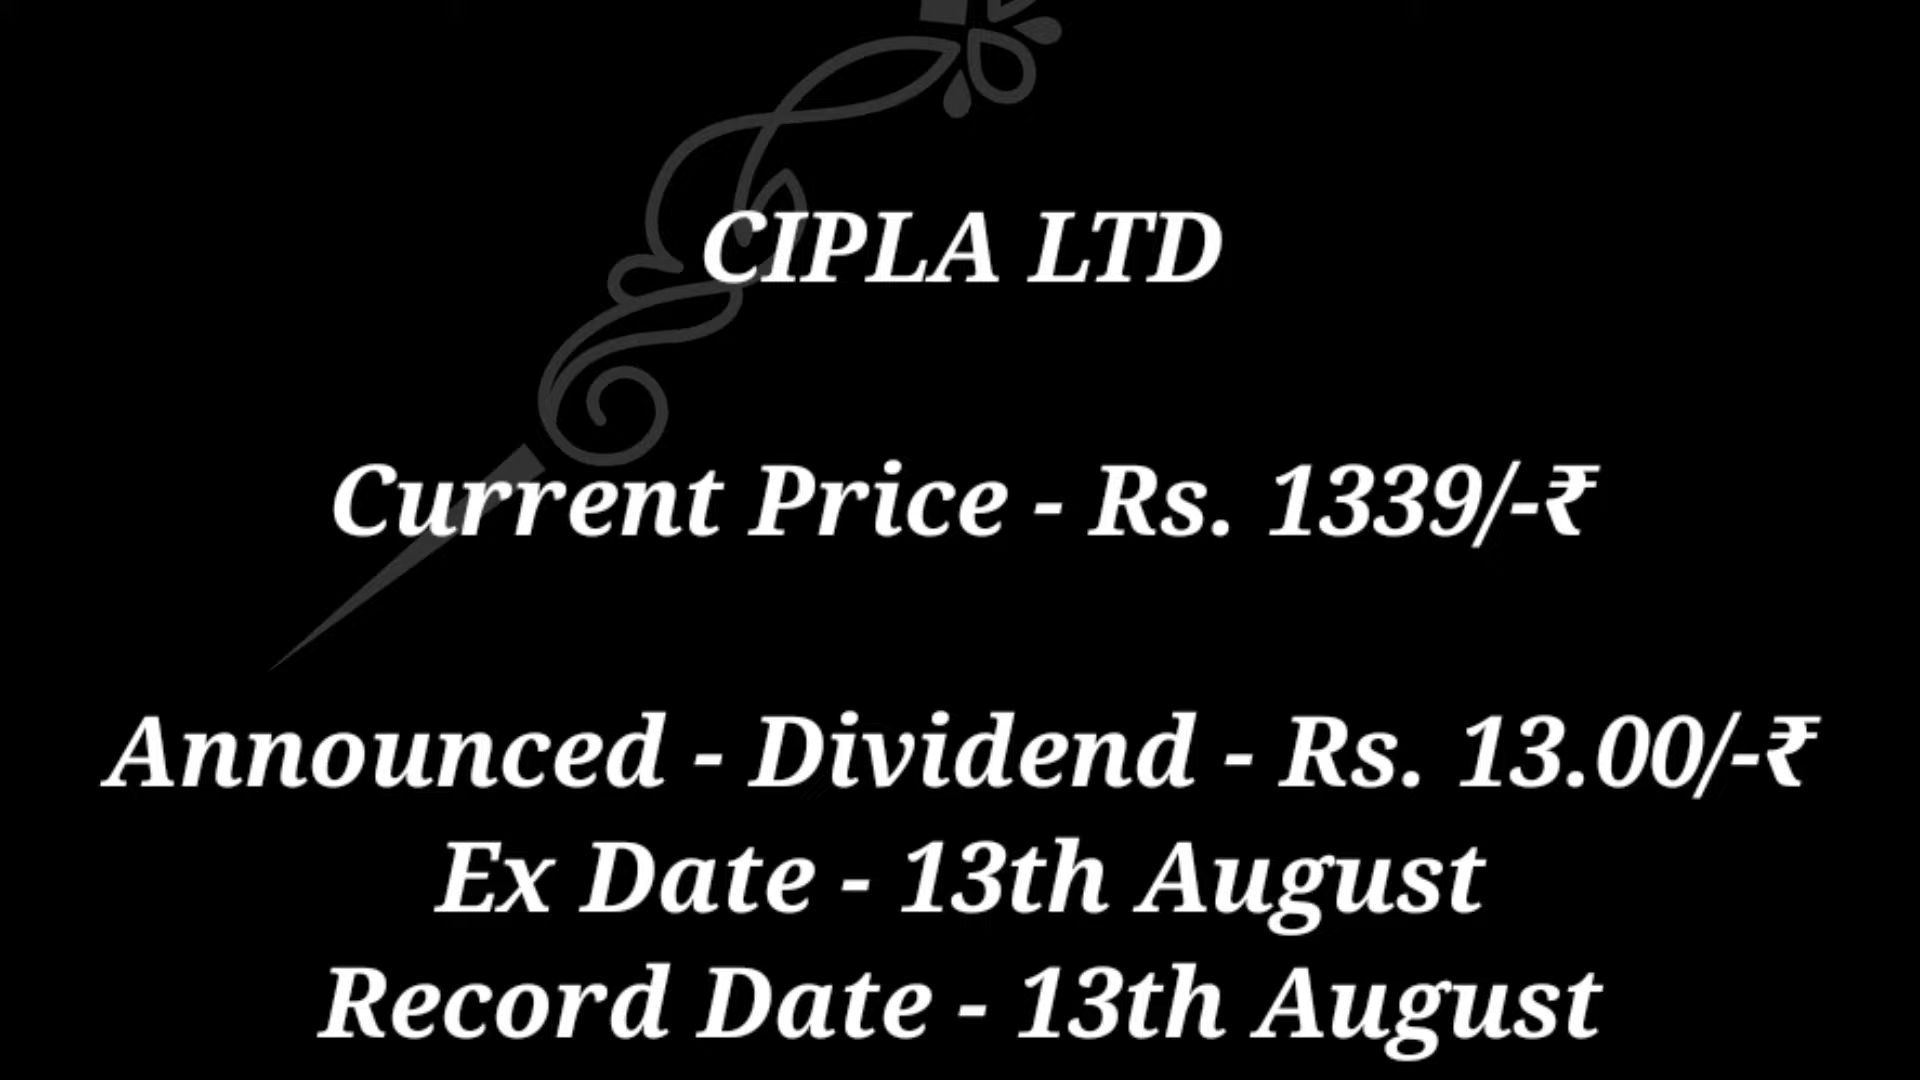 CIPLA LTD
Current Price - Rs. 1339/-₹
Announced - Dividend - Rs. 13.00/-₹
Ex Date - 13th August
Record Date - 13th August